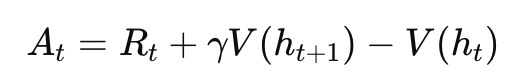 A_t = R_t + γV(h_{t+1}) − V(h_t)